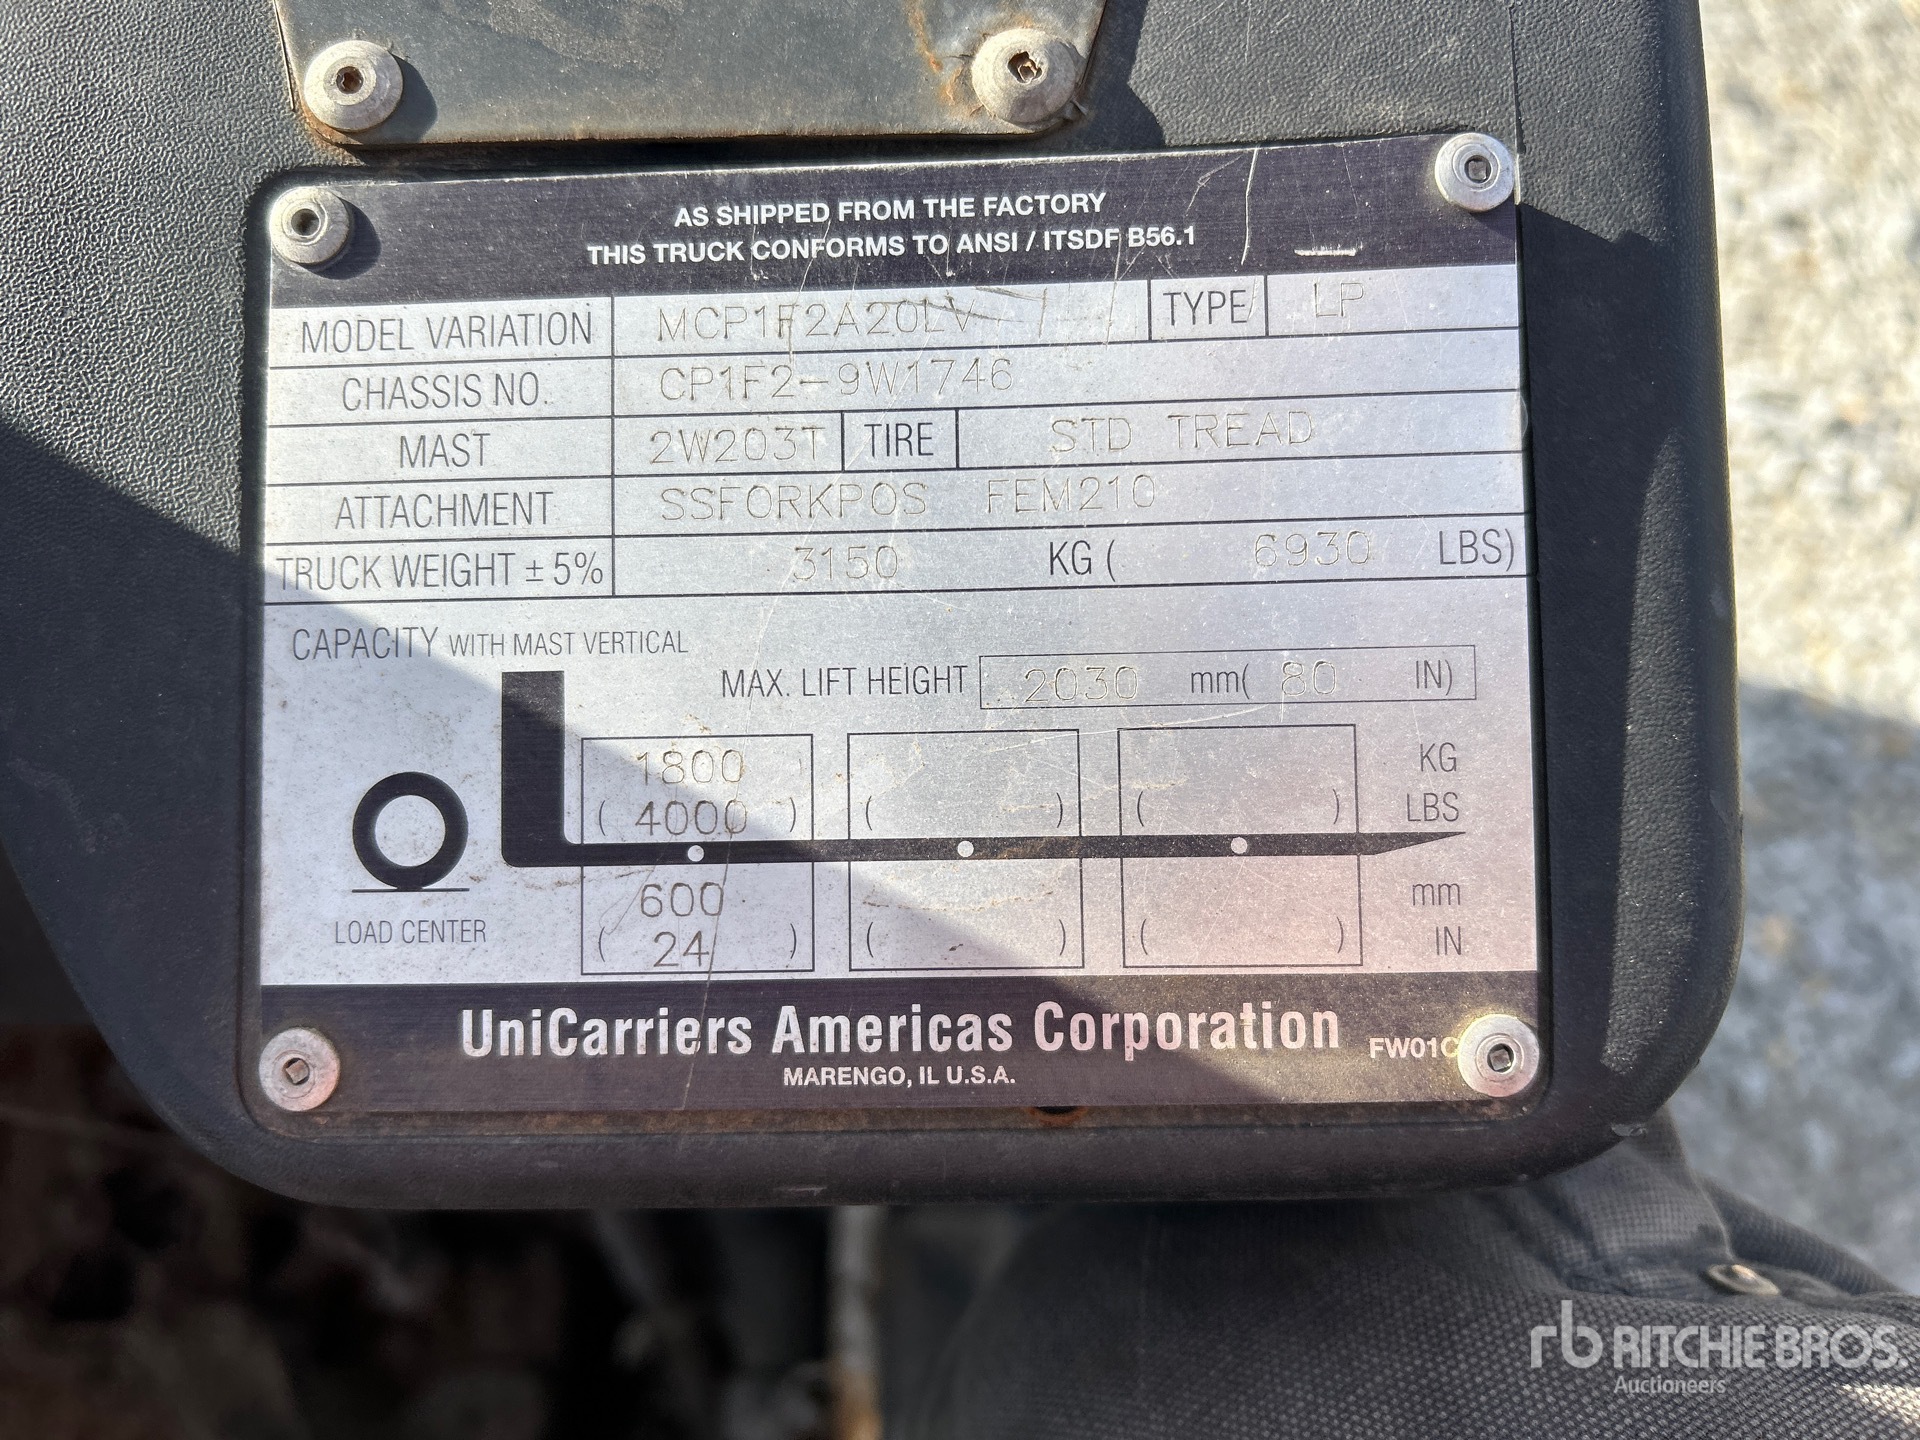 AS SHIPPED FROM THE FACTORY
THIS TRUCK CONFORMS TO ANSI / ITSDF B56.1
MODEL VARIATION MCP1F2A20LV TYPE LP
CHASSIS NO. CP1F2-9W1746
MAST 2W203T TIRE STD TREAD
ATTACHMENT SSFORKPOS FEM210
TRUCK WEIGHT ± 5% 3150 KG ( 6930 LBS)
CAPACITY WITH MAST VERTICAL
MAX. LIFT HEIGHT 2030 mm( 80 IN)
1800 KG
( 4000 ) ( ) ( ) LBS
600 mm
LOAD CENTER ( 24 ) ( ) ( ) IN
UniCarriers Americas Corporation FW01C
MARENGO, IL U.S.A.
rb RITCHIE BROS.
Auctioneers